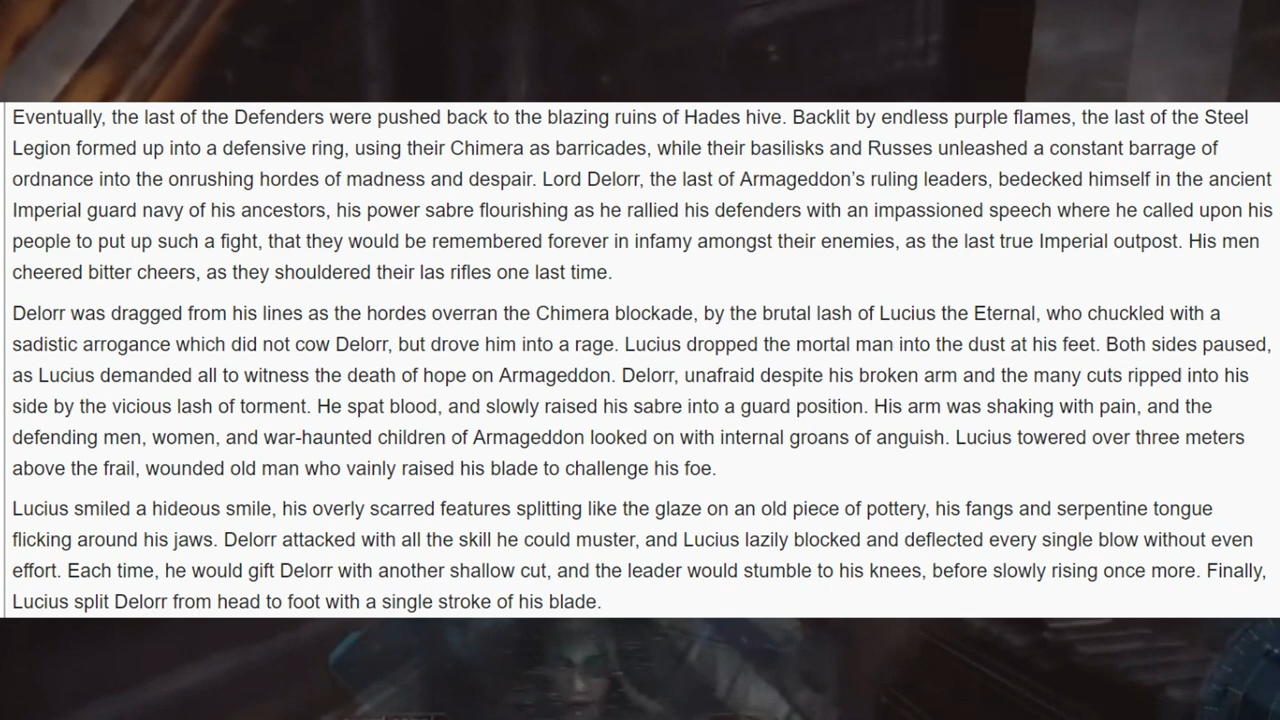 Eventually, the last of the Defenders were pushed back to the blazing ruins of Hades hive. Backlit by endless purple flames, the last of the Steel
Legion formed up into a defensive ring, using their Chimera as barricades, while their basilisks and Russes unleashed a constant barrage of
ordnance into the onrushing hordes of madness and despair. Lord Delorr, the last of Armageddon’s ruling leaders, bedecked himself in the ancient
Imperial guard navy of his ancestors, his power sabre flourishing as he rallied his defenders with an impassioned speech where he called upon his
people to put up such a fight, that they would be remembered forever in infamy amongst their enemies, as the last true Imperial outpost. His men
cheered bitter cheers, as they shouldered their las rifles one last time.
Delorr was dragged from his lines as the hordes overran the Chimera blockade, by the brutal lash of Lucius the Eternal, who chuckled with a
sadistic arrogance which did not cow Delorr, but drove him into a rage. Lucius dropped the mortal man into the dust at his feet. Both sides paused,
as Lucius demanded all to witness the death of hope on Armageddon. Delorr, unafraid despite his broken arm and the many cuts ripped into his
side by the vicious lash of torment. He spat blood, and slowly raised his sabre into a guard position. His arm was shaking with pain, and the
defending men, women, and war-haunted children of Armageddon looked on with internal groans of anguish. Lucius towered over three meters
above the frail, wounded old man who vainly raised his blade to challenge his foe.
Lucius smiled a hideous smile, his overly scarred features splitting like the glaze on an old piece of pottery, his fangs and serpentine tongue
flicking around his jaws. Delorr attacked with all the skill he could muster, and Lucius lazily blocked and deflected every single blow without even
effort. Each time, he would gift Delorr with another shallow cut, and the leader would stumble to his knees, before slowly rising once more. Finally,
Lucius split Delorr from head to foot with a single stroke of his blade.